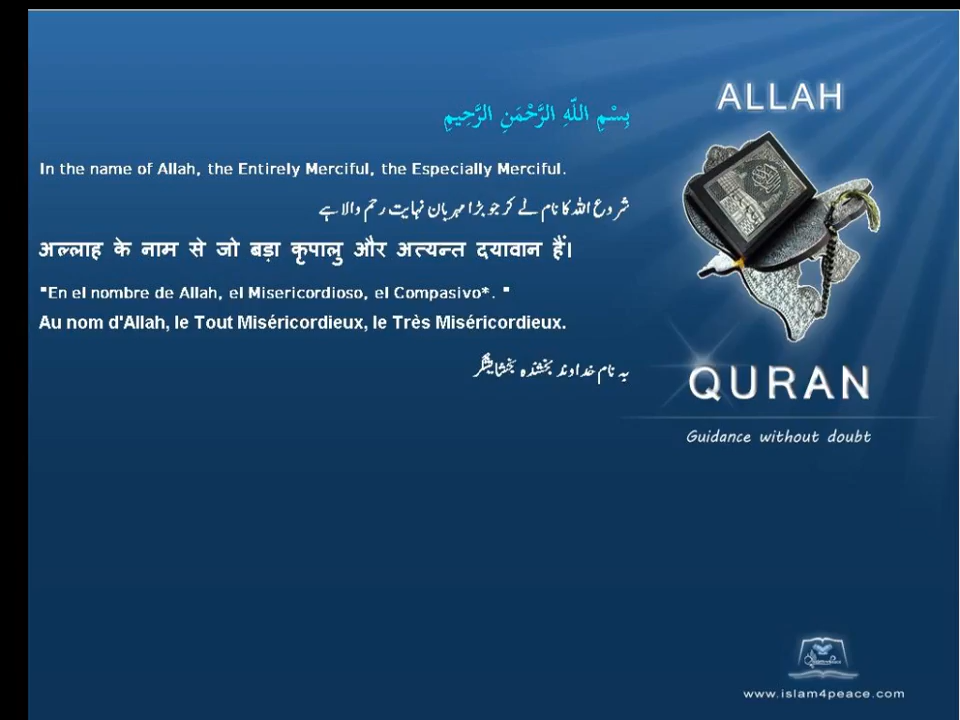 بِسْمِ اللّهِ الرَّحْمَنِ الرَّحِيمِ
In the name of Allah, the Entirely Merciful, the Especially Merciful.
شروع الله کا نام لے کر جو بڑا مہربان نہایت رحم والا ہے
अल्लाह के नाम से जो बड़ा कृपालु और अत्यन्त दयावान हैं।
"En el nombre de Allah, el Misericordioso, el Compasivo*. "
Au nom d'Allah, le Tout Miséricordieux, le Très Miséricordieux.
به نام خداوند بخشنده بخشایشگر
ALLAH
QURAN
Guidance without doubt
www.islam4peace.com